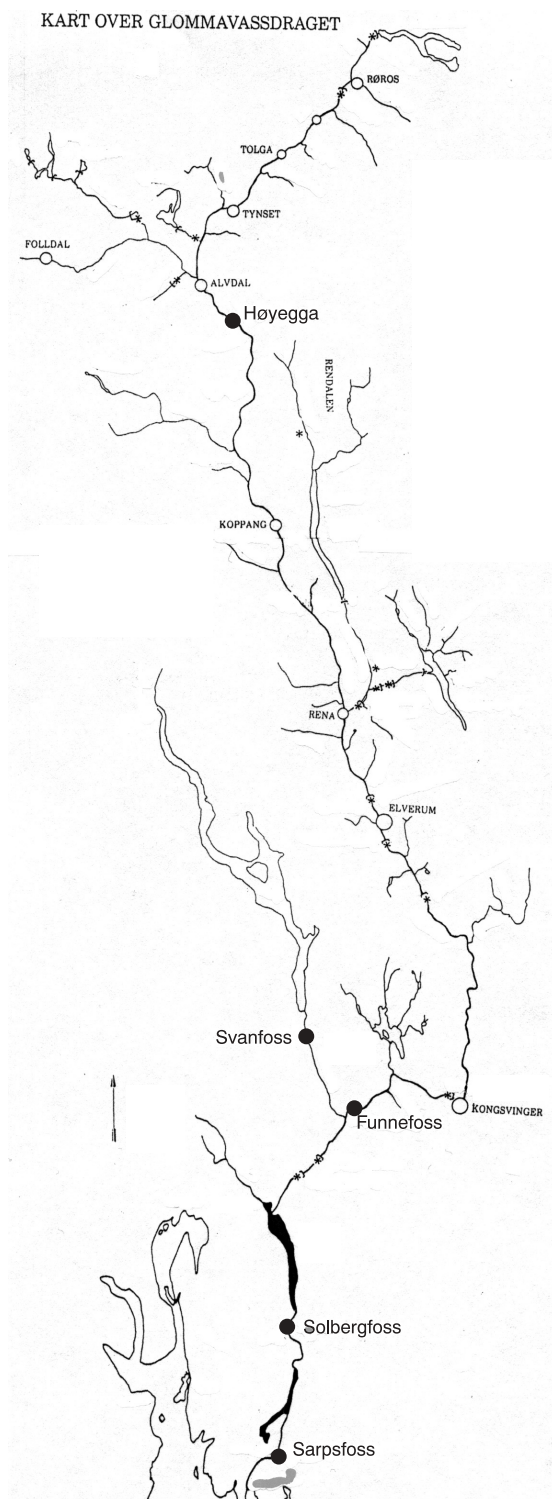 KART OVER GLOMMAVASSDRAGET
RØROS
TOLGA
TYNSET
FOLLDAL
ALVDAL
Høyegga
RENDALEN
KOPPANG
RENA
ELVERUM
Svanfoss
Funnefoss
KONGSVINGER
Solbergfoss
Sarpsfoss